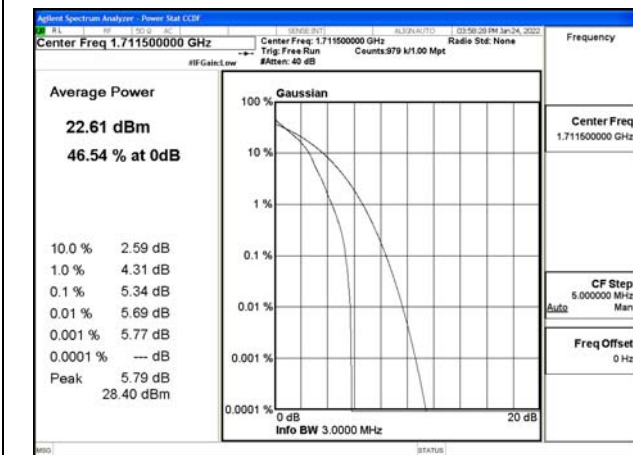 Agilent Spectrum Analyzer - Power Stat CCDF
RL RF 50 Ω AC SENSE:INT ALIGN AUTO 03:58:28 PM Jan 24, 2022
Center Freq 1.711500000 GHz
Center Freq: 1.711500000 GHz Radio Std: None
Trig: Free Run Counts:979 k/1.00 Mpt
#IFGain:Low #Atten: 40 dB
Frequency
Average Power
22.61 dBm
46.54 % at 0dB
10.0 % 2.59 dB
1.0 % 4.31 dB
0.1 % 5.34 dB
0.01 % 5.69 dB
0.001 % 5.77 dB
0.0001 % --- dB
Peak 5.79 dB
28.40 dBm
Gaussian
100 %
10 %
1 %
0.1 %
0.01 %
0.001 %
0.0001 %
0 dB 20 dB
Info BW 3.0000 MHz
Center Freq
1.711500000 GHz
CF Step
5.000000 MHz
Auto Man
Freq Offset
0 Hz
MSG STATUS